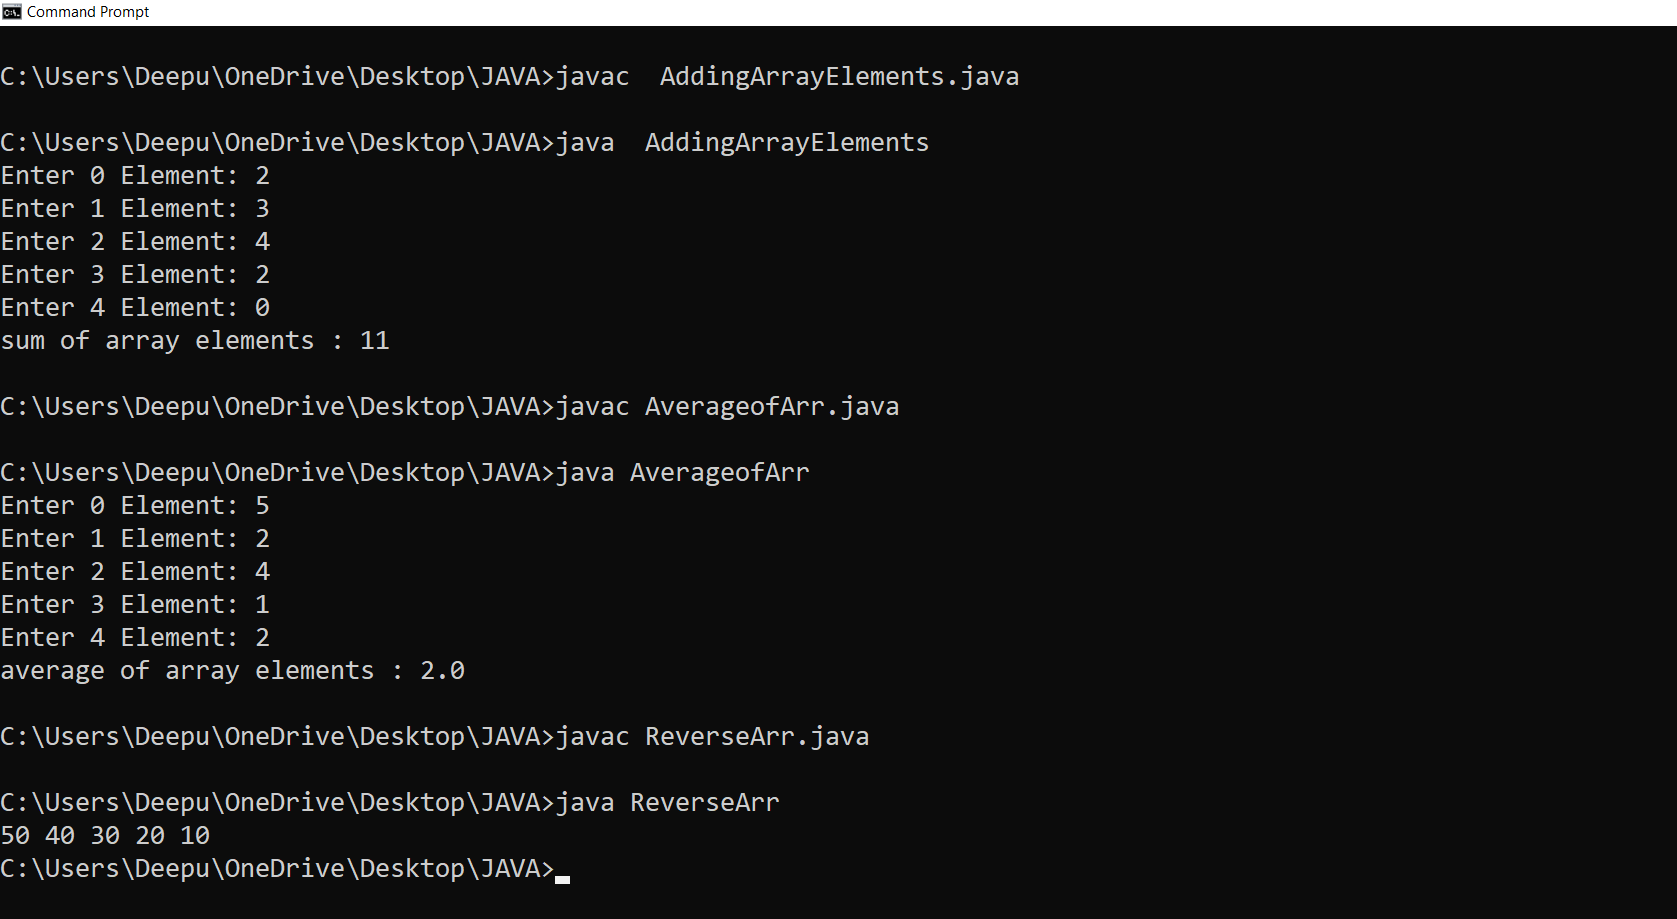 Command Prompt
C:\Users\Deepu\OneDrive\Desktop\JAVA>javac  AddingArrayElements.java
C:\Users\Deepu\OneDrive\Desktop\JAVA>java  AddingArrayElements
Enter 0 Element: 2
Enter 1 Element: 3
Enter 2 Element: 4
Enter 3 Element: 2
Enter 4 Element: 0
sum of array elements : 11
C:\Users\Deepu\OneDrive\Desktop\JAVA>javac AverageofArr.java
C:\Users\Deepu\OneDrive\Desktop\JAVA>java AverageofArr
Enter 0 Element: 5
Enter 1 Element: 2
Enter 2 Element: 4
Enter 3 Element: 1
Enter 4 Element: 2
average of array elements : 2.0
C:\Users\Deepu\OneDrive\Desktop\JAVA>javac ReverseArr.java
C:\Users\Deepu\OneDrive\Desktop\JAVA>java ReverseArr
50 40 30 20 10
C:\Users\Deepu\OneDrive\Desktop\JAVA>